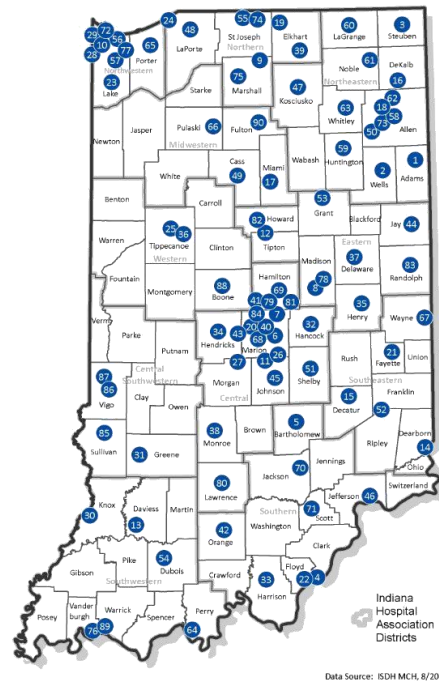 24 48 55 74 19 60 3
29 72 56 10 77 28 57 65
LaPorte St Joseph Elkhart LaGrange Steuben
Northern
39
Porter
Northwestern
23
Lake
9
75
Marshall
Starke
47
Kosciusko
Noble 61
Northeastern
DeKalb
16
63
Whitley
62
18 58
73
50 Allen
Newton Jasper
Pulaski 66
Midwestern
Fulton 90
Cass
49
Miami
17
Wabash
59
Huntington
2
Wells
1
Adams
White
Carroll
Benton
53
Grant
Blackford
Jay 44
82 Howard
12
Tipton
Warren
25 36
Tippecanoe
Western
Clinton
Fountain
Montgomery
88
Boone
Hamilton
69
41 79 81
84 7
Madison
78
8
Eastern
37
Delaware
83
Randolph
35
Henry
Wayne 67
Verm
Parke
Putnam
34
Hendricks
43 20 40
6
68
Marion
32
Hancock
27 11 26
Morgan
45
Johnson
Central
51
Shelby
Rush
21
Fayette
Union
Southeastern
Franklin
87
86
Vigo
Central
Southwestern
Clay
Owen
15
Decatur
52
85
Sullivan
31 Greene
38
Monroe
Brown
5
Bartholomew
Ripley
Dearborn
14
Ohio
Jennings
70
Jackson
Switzerland
Jefferson 46
80
Lawrence
Knox
30
Daviess
13
Martin
Southern
Washington
71
Scott
42
Orange
Clark
54
Dubois
Pike
Gibson
Southwestern
Crawford
33
Harrison
Floyd
22 4
Posey
Vander
burgh
Warrick
76 89
Spencer
Perry
64
Indiana
Hospital
Association
Districts
Data Source: ISDH MCH, 8/20